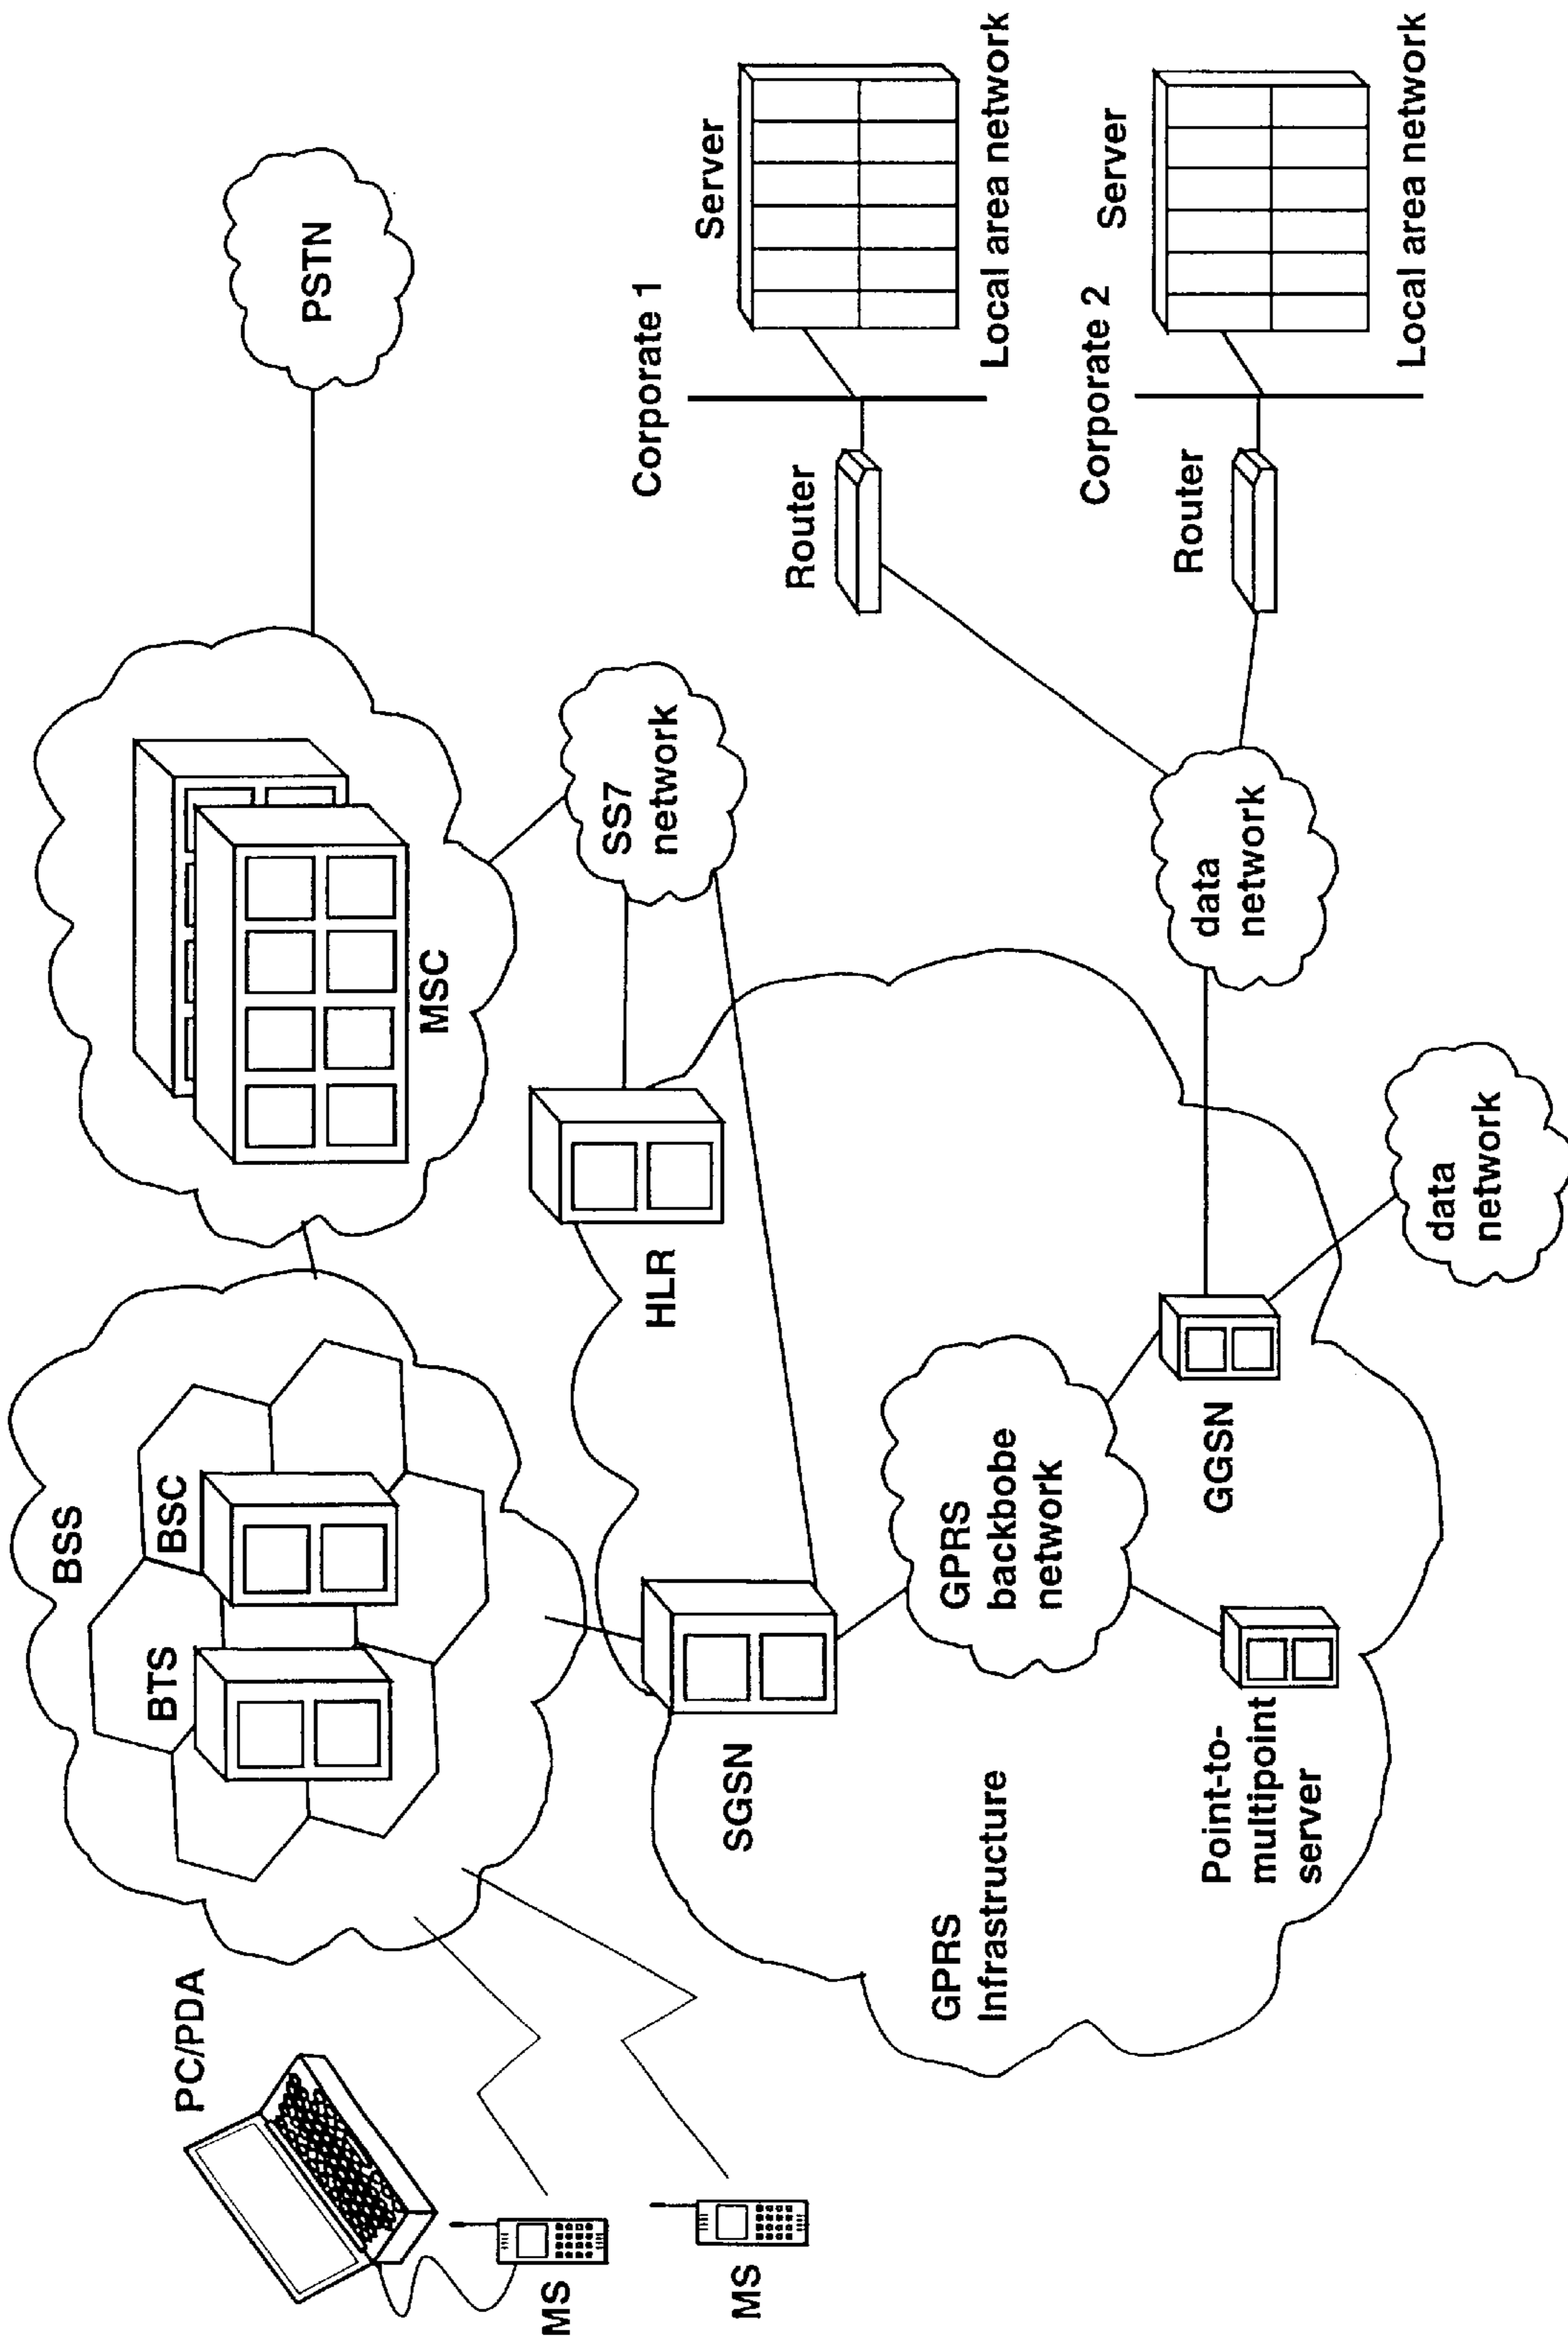 PC/PDA
MS
MS
BSS
BTS
BSC
MSC
PSTN
SS7
network
HLR
SGSN
GPRS
Infrastructure
GPRS
backbobe
network
Point-to-
multipoint
server
GGSN
data
network
data
network
Corporate 1
Router
Server
Local area network
Corporate 2
Router
Server
Local area network